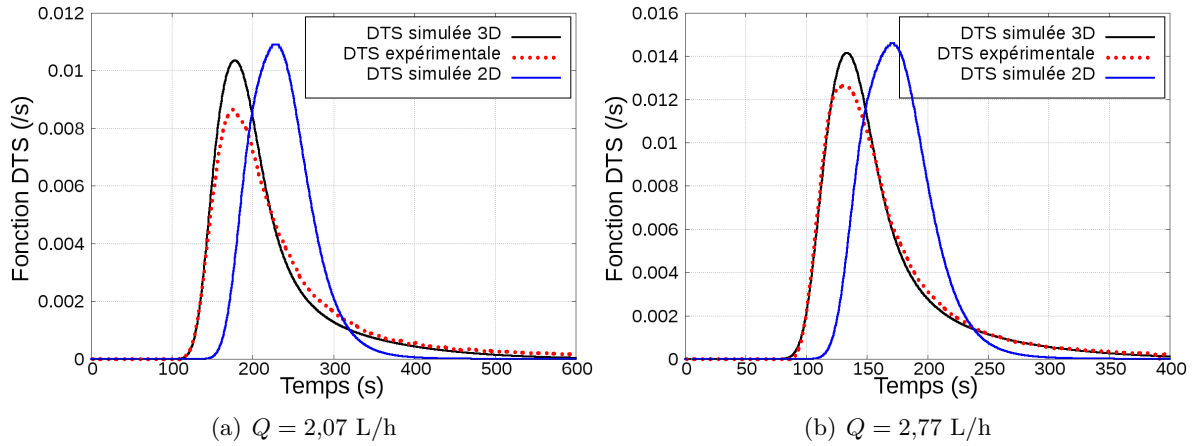 0.012
0.01
0.008
0.006
0.004
0.002
0
Fonction DTS (/s)
DTS simulée 3D
DTS expérimentale
DTS simulée 2D
0 100 200 300 400 500 600
Temps (s)
(a) Q = 2,07 L/h
0.016
0.014
0.012
0.01
0.008
0.006
0.004
0.002
0
Fonction DTS (/s)
DTS simulée 3D
DTS expérimentale
DTS simulée 2D
0 50 100 150 200 250 300 350 400
Temps (s)
(b) Q = 2,77 L/h